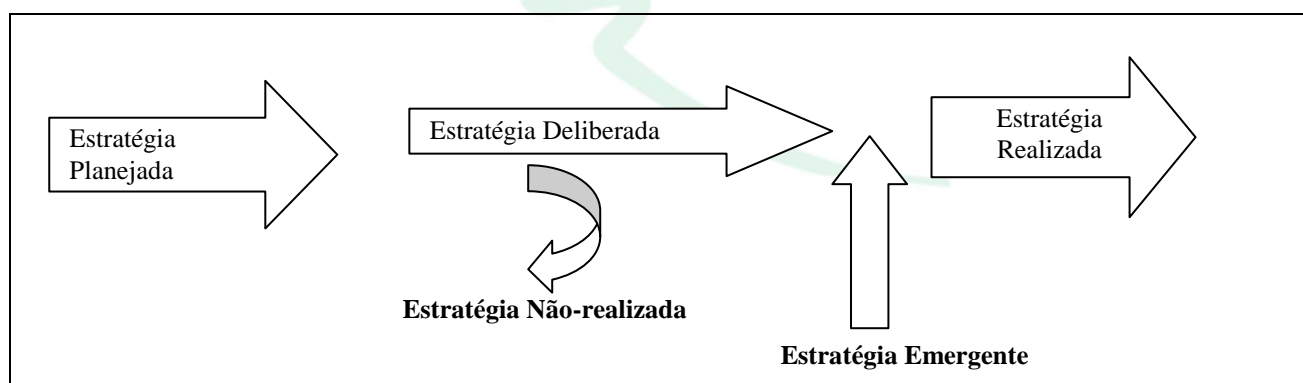 Estratégia
Planejada
Estratégia Deliberada
Estratégia
Realizada
Estratégia Não-realizada
Estratégia Emergente